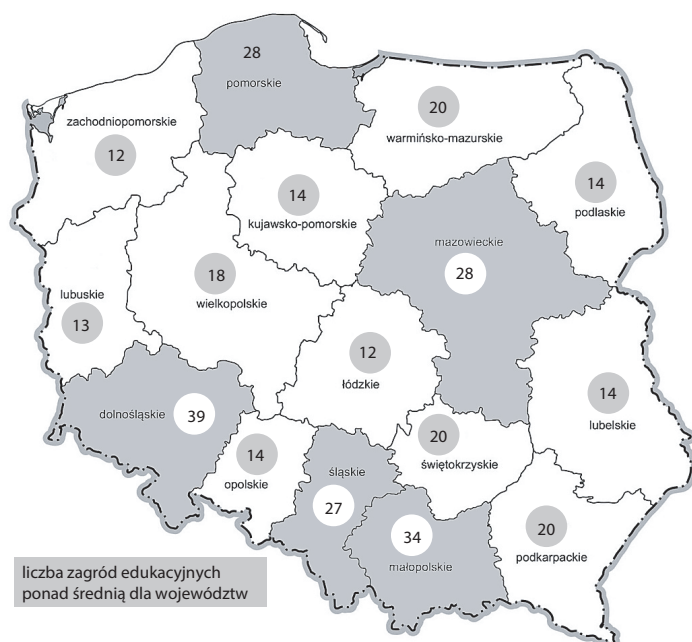 28
pomorskie
zachodniopomorskie
12
20
warmińsko-mazurskie
14
kujawsko-pomorskie
14
podlaskie
mazowieckie
28
18
wielkopolskie
lubuskie
13
12
łódzkie
dolnośląskie
39
14
lubelskie
14
opolskie
20
świętokrzyskie
śląskie
27
34
małopolskie
20
podkarpackie
liczba zagród edukacyjnych
ponad średnią dla województw